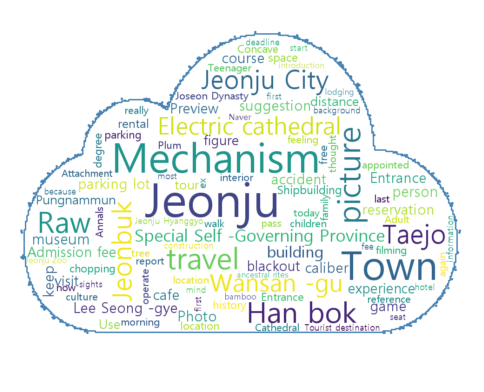 deadline
Concave start
course space introduction
Teenager Jeonju City
Joseon Dynasty first lodging
really Preview Naver suggestion distance
rental Electric cathedral background
parking Plum figure feeling
degree Mechanism free thought picture appointed
Attachment most ex interior accident Entrance
because parking lot tour Shipbuilding person
Pungnammun Jeonju family last reservation
how Annals Jeonju Hyanggyo walk pass today children Adult
Raw Jeonbuk Special Self -Governing Province Taejo
museum construction fee filming
Admission fee tree travel building Town information
Jeonju Zoo chopping report blackout caliber again
keep visit operate location Wansan -gu experience hotel
culture sights cafe mind ancestral rites reference
Lee Seong -gye first bamboo Entrance Han bok game
Use morning Photo history seat
location Cathedral Tourist destination